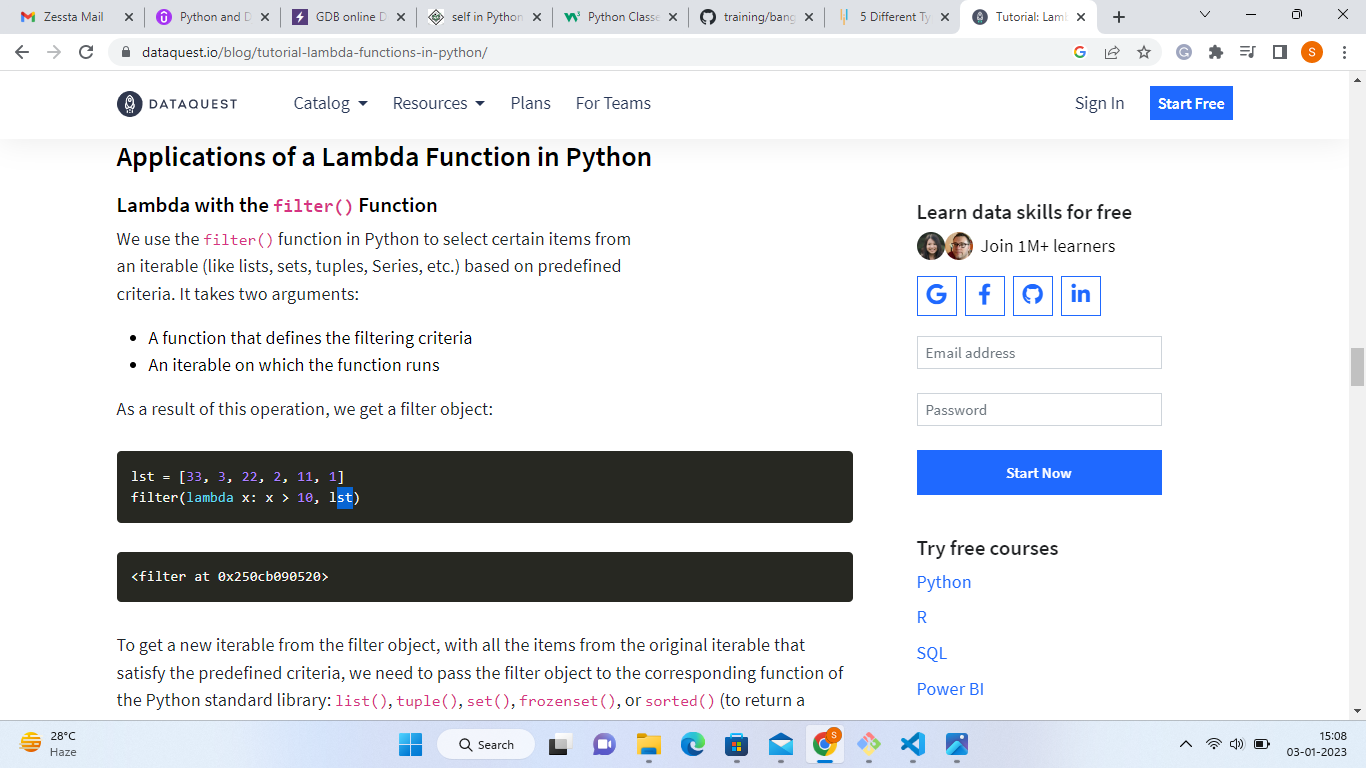 Zessta Mail
Python and D
GDB online D
self in Python
Python Classe
training/bang
5 Different Ty
Tutorial: Lam
dataquest.io/blog/tutorial-lambda-functions-in-python/
S
DATAQUEST
Catalog
Resources
Plans
For Teams
Sign In
Start Free
Applications of a Lambda Function in Python
Lambda with the filter() Function
We use the filter() function in Python to select certain items from
an iterable (like lists, sets, tuples, Series, etc.) based on predefined
criteria. It takes two arguments:
• A function that defines the filtering criteria
• An iterable on which the function runs
As a result of this operation, we get a filter object:
lst = [33, 3, 22, 2, 11, 1]
filter(lambda x: x > 10, lst)
<filter at 0x250cb090520>
To get a new iterable from the filter object, with all the items from the original iterable that
satisfy the predefined criteria, we need to pass the filter object to the corresponding function of
the Python standard library: list(), tuple(), set(), frozenset(), or sorted() (to return a
Learn data skills for free
Join 1M+ learners
Email address
Password
Start Now
Try free courses
Python
R
SQL
Power BI
28°C
Haze
Search
S
15:08
03-01-2023